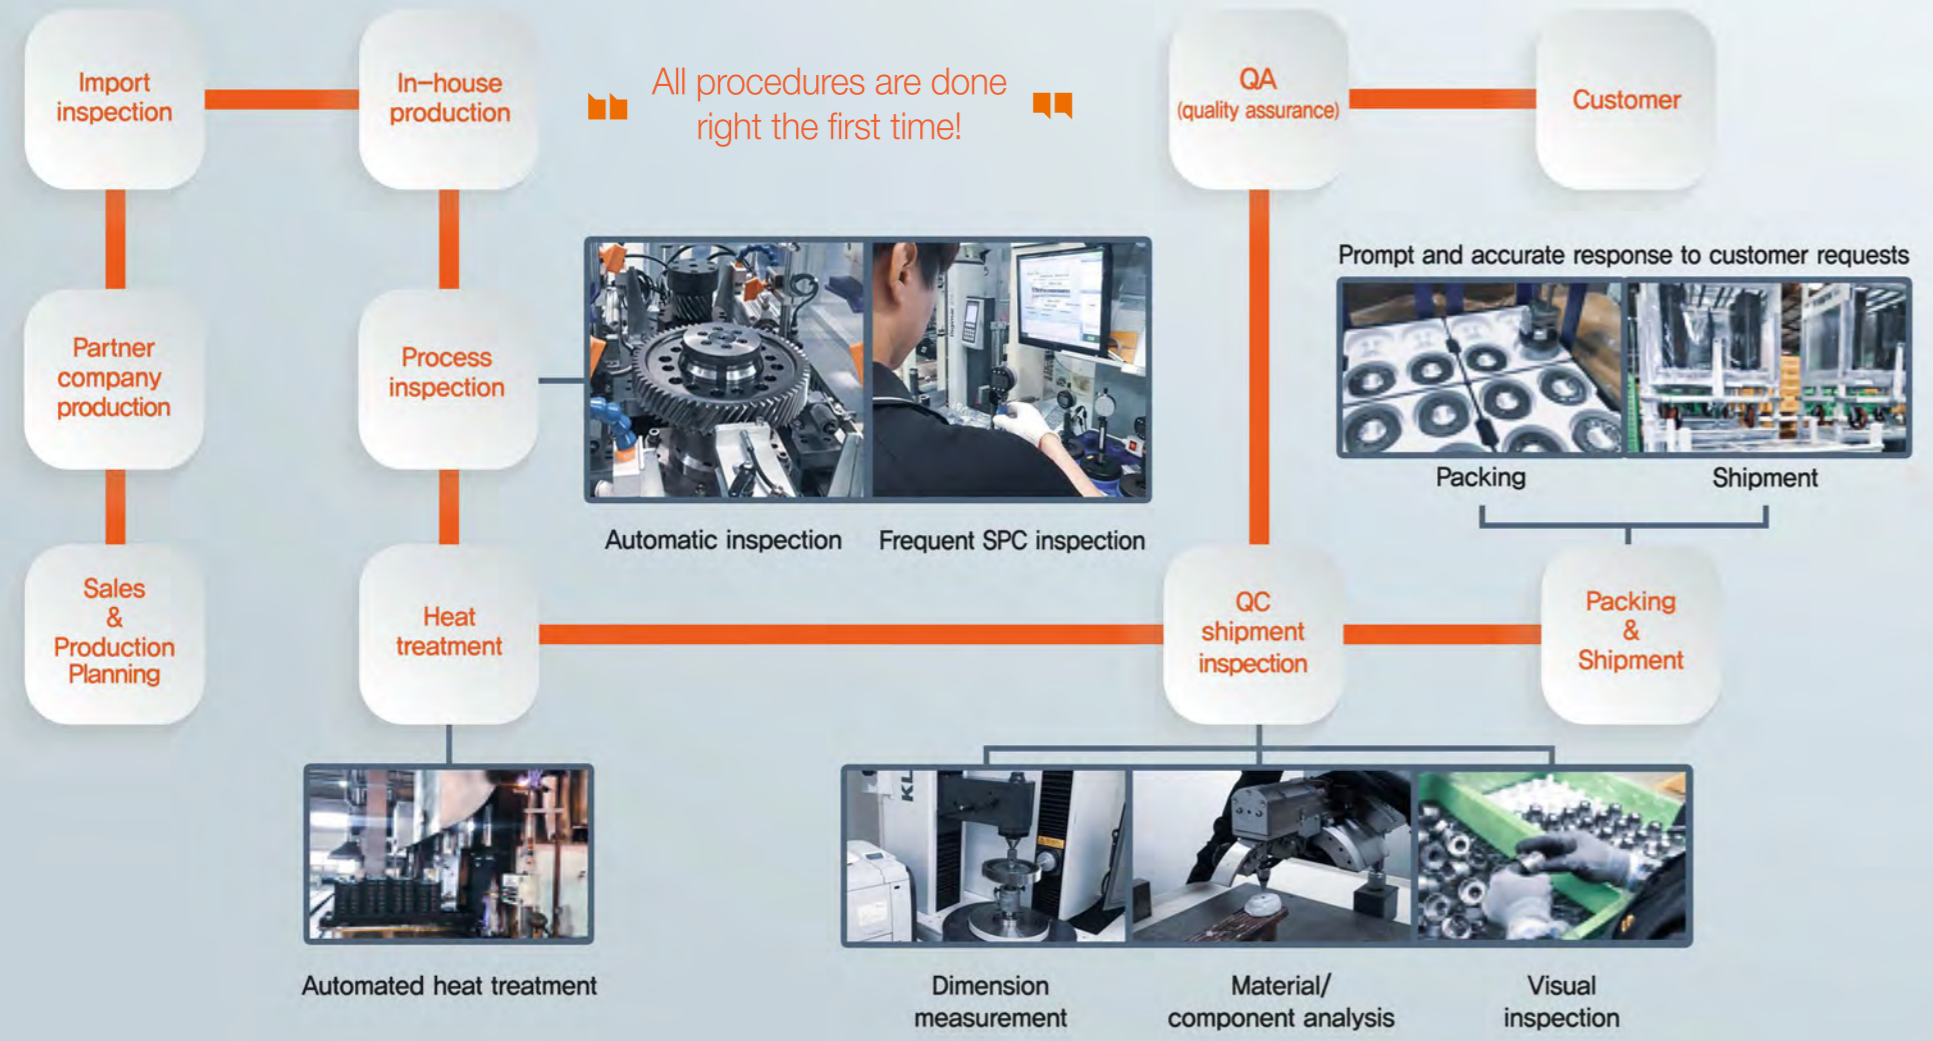 Import
inspection
In-house
production
All procedures are done
right the first time!
QA
(quality assurance)
Customer
Partner
company
production
Process
inspection
Automatic inspection
Frequent SPC inspection
Prompt and accurate response to customer requests
Packing
Shipment
Sales
&
Production
Planning
Heat
treatment
QC
shipment
inspection
Packing
&
Shipment
Automated heat treatment
KL
Dimension
measurement
Material/
component analysis
Visual
inspection